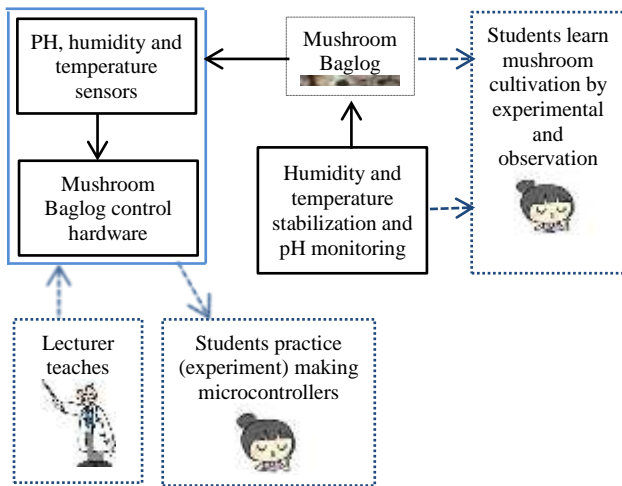 PH, humidity and
temperature
sensors
Mushroom
Baglog
Students learn
mushroom
cultivation by
experimental
and
observation
Mushroom
Baglog control
hardware
Humidity and
temperature
stabilization and
pH monitoring
Lecturer
teaches
Students practice
(experiment) making
microcontrollers